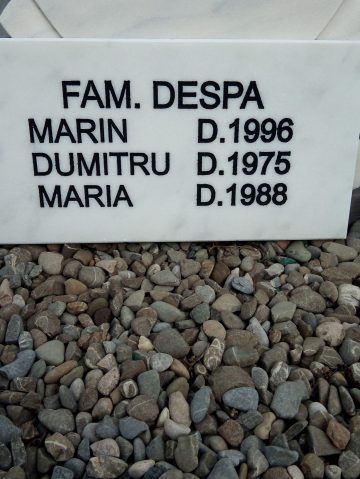 FAM. DESPA
MARIN D.1996
DUMITRU D.1975
MARIA D.1988